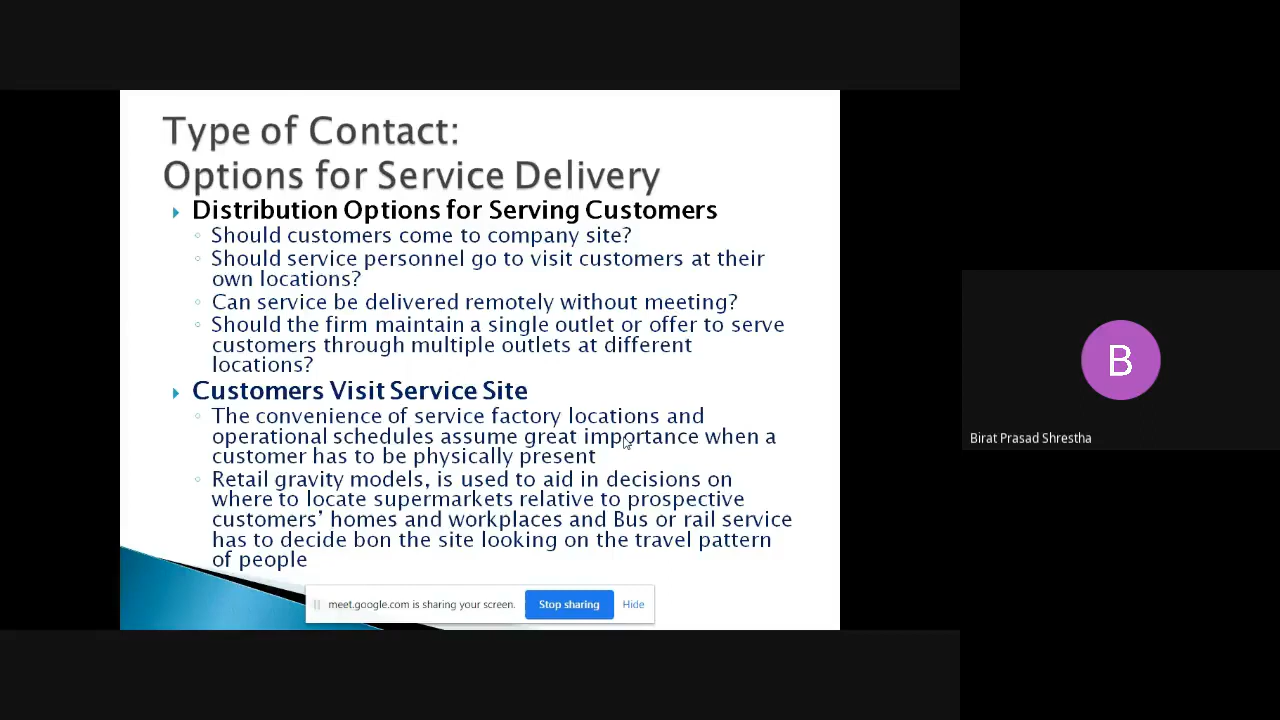 Type of Contact:
Options for Service Delivery
Distribution Options for Serving Customers
Should customers come to company site?
Should service personnel go to visit customers at their
own locations?
Can service be delivered remotely without meeting?
Should the firm maintain a single outlet or offer to serve
customers through multiple outlets at different
locations?
Customers Visit Service Site
The convenience of service factory locations and
operational schedules assume great importance when a
customer has to be physically present
Retail gravity models, is used to aid in decisions on
where to locate supermarkets relative to prospective
customers’ homes and workplaces and Bus or rail service
has to decide bon the site looking on the travel pattern
of people
meet.google.com is sharing your screen.
Stop sharing
Hide
B
Birat Prasad Shrestha